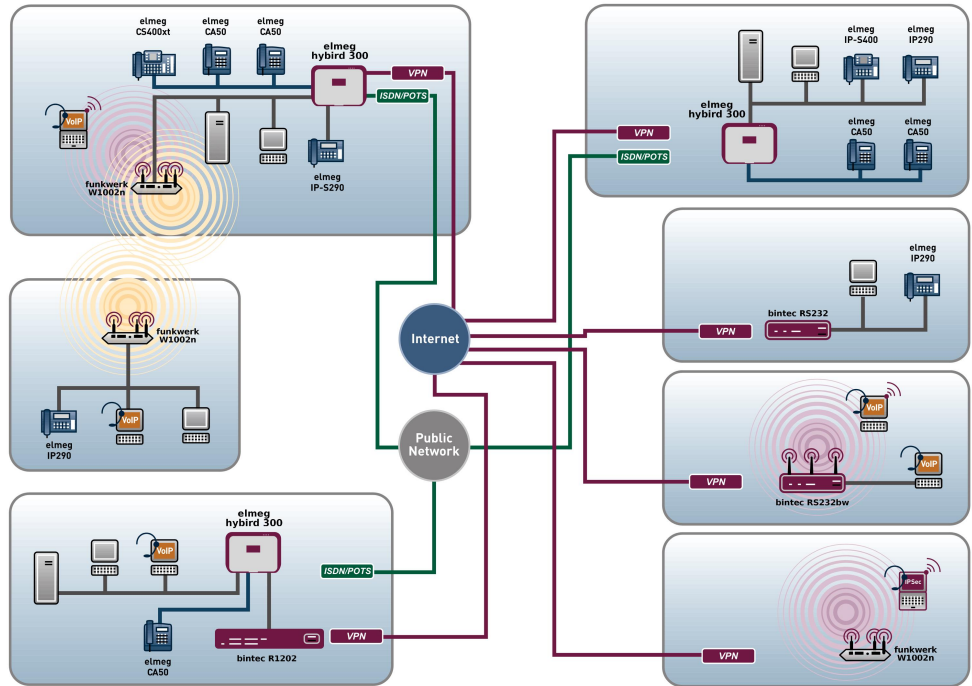 elmeg
CS400xt
elmeg
CA50
elmeg
CA50
elmeg
hybird 300
VPN
ISDN/POTS
VoIP
funkwerk
W1002n
elmeg
IP-S290
elmeg
IP-S400
elmeg
IP290
elmeg
hybird 300
elmeg
CA50
elmeg
CA50
VPN
ISDN/POTS
elmeg
IP290
bintec RS232
VPN
Internet
funkwerk
W1002n
VoIP
elmeg
IP290
Public
Network
VoIP
VoIP
VPN
bintec RS232bw
elmeg
hybird 300
VoIP
ISDN/POTS
elmeg
CA50
bintec R1202
VPN
IPSec
VPN
funkwerk
W1002n